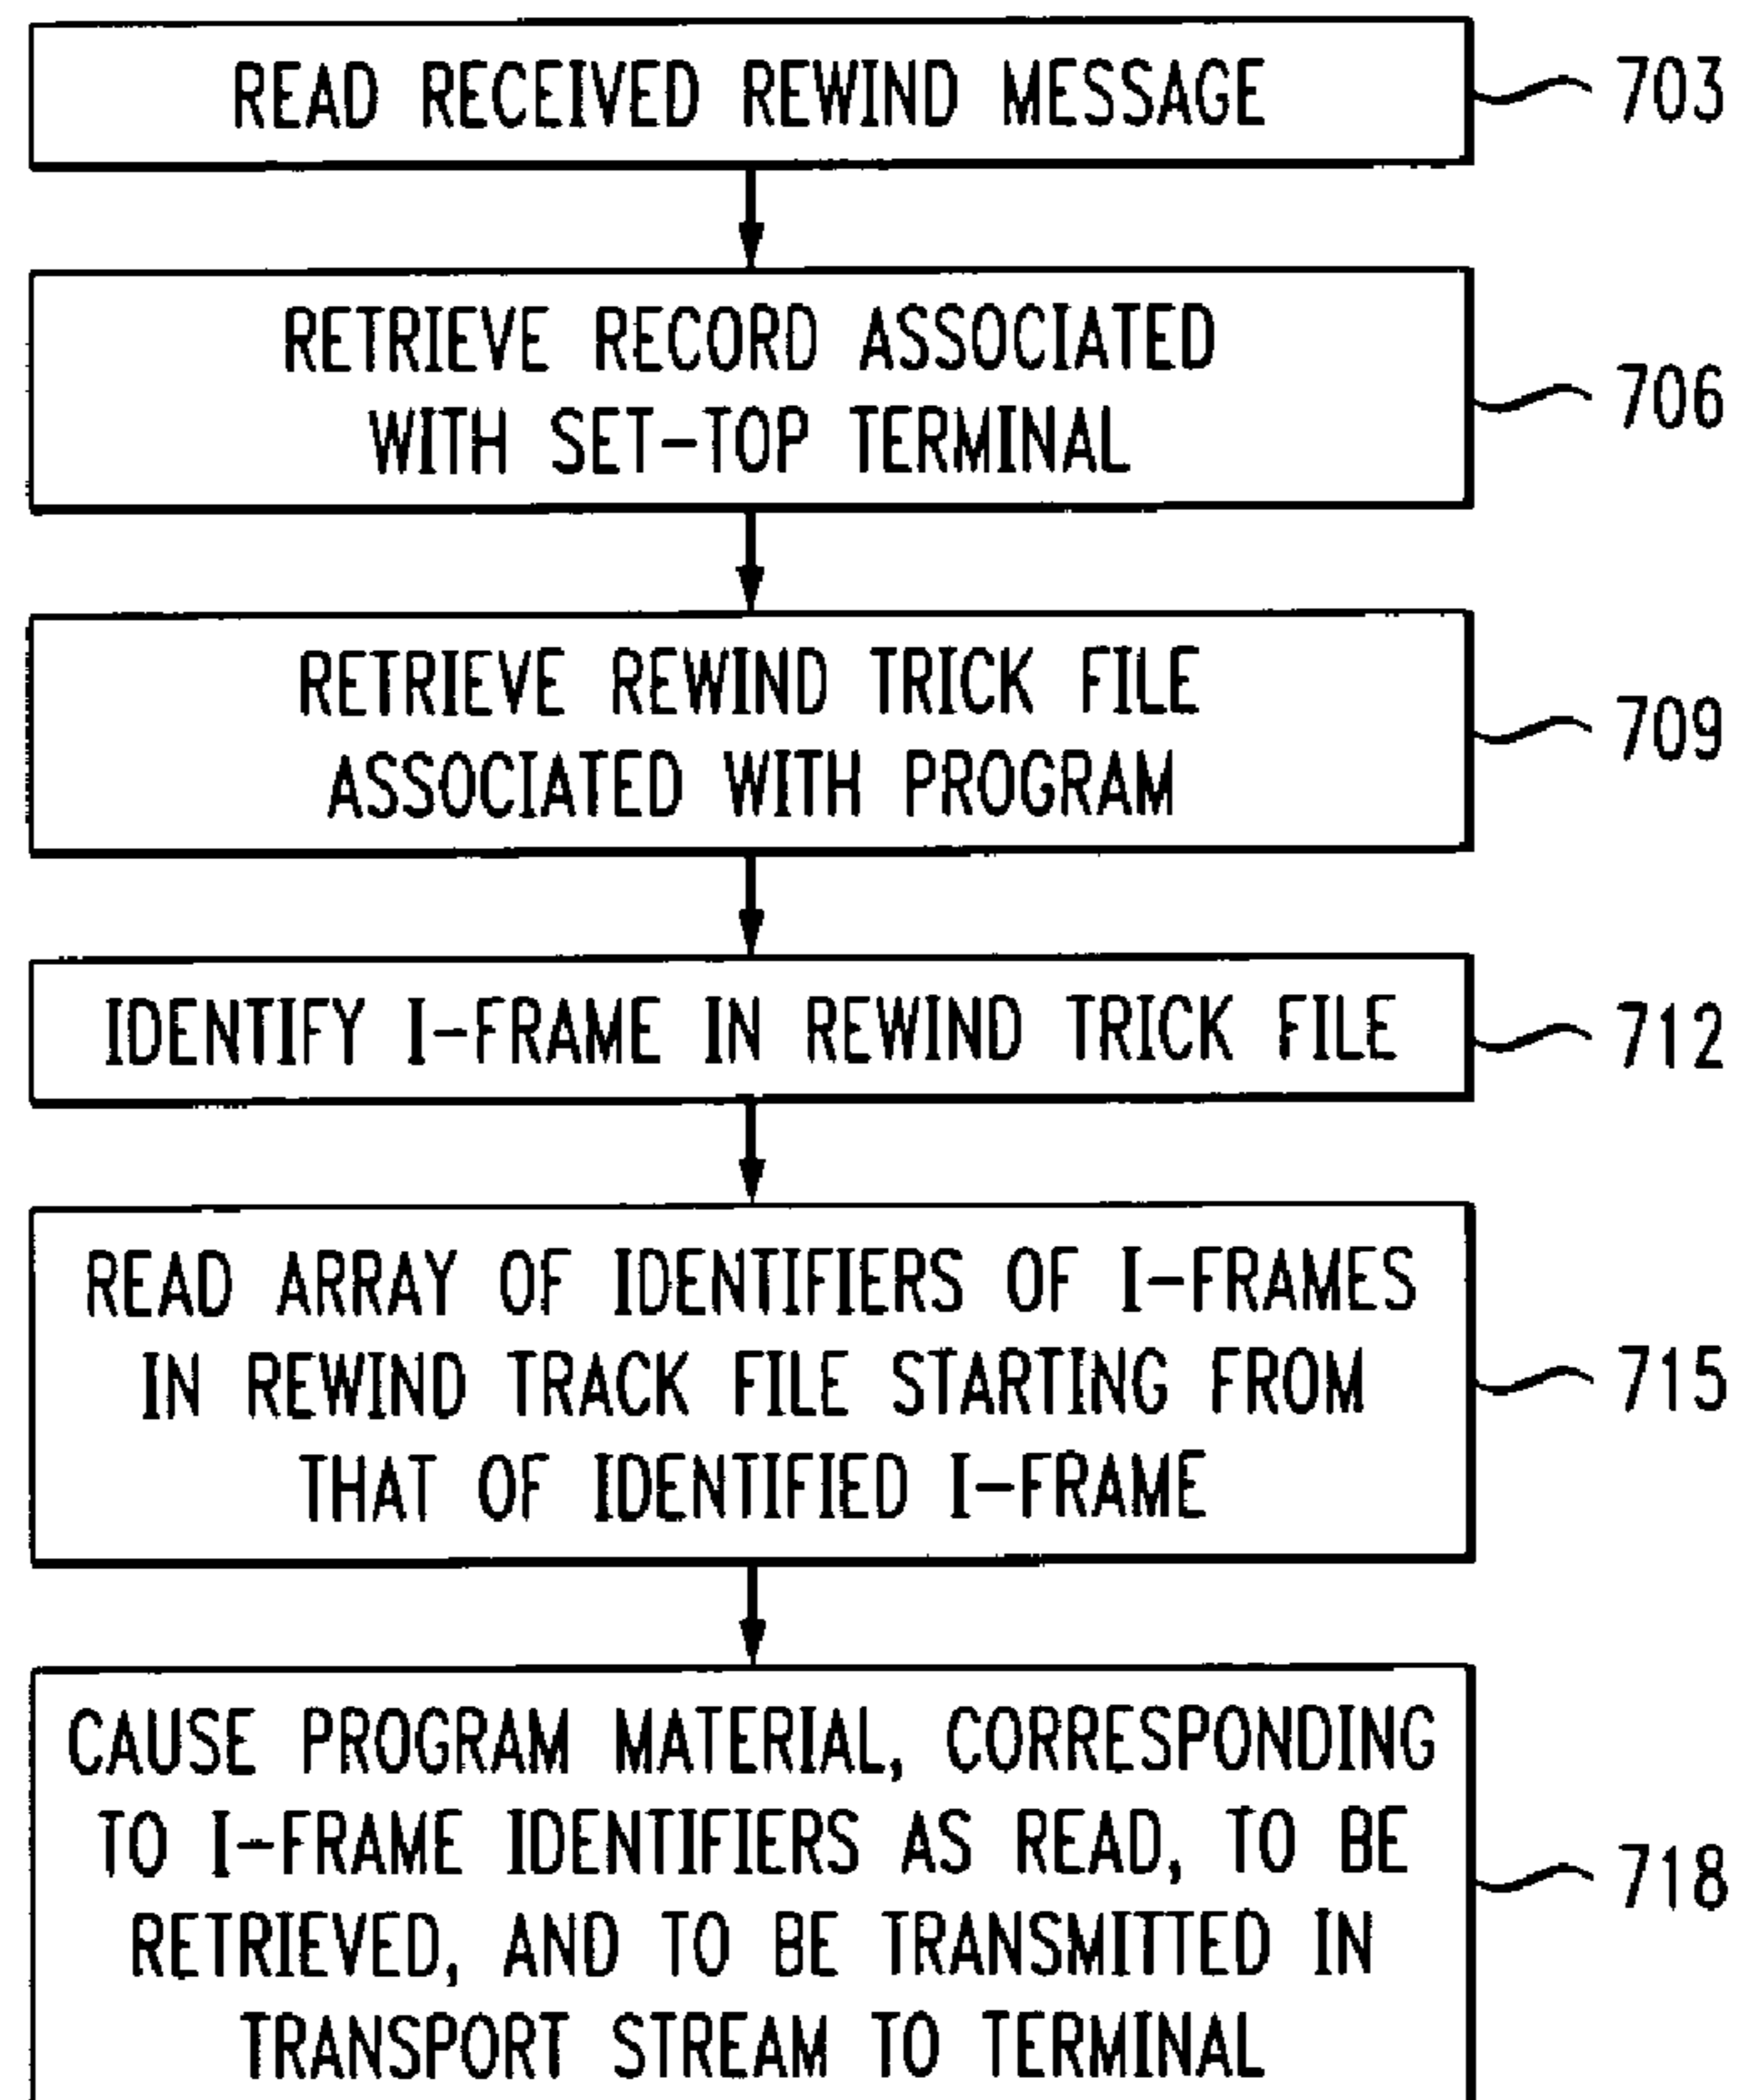 READ RECEIVED REWIND MESSAGE
703
RETRIEVE RECORD ASSOCIATED
WITH SET-TOP TERMINAL
706
RETRIEVE REWIND TRICK FILE
ASSOCIATED WITH PROGRAM
709
IDENTIFY I-FRAME IN REWIND TRICK FILE
712
READ ARRAY OF IDENTIFIERS OF I-FRAMES
IN REWIND TRACK FILE STARTING FROM
THAT OF IDENTIFIED I-FRAME
715
CAUSE PROGRAM MATERIAL, CORRESPONDING
TO I-FRAME IDENTIFIERS AS READ, TO BE
RETRIEVED, AND TO BE TRANSMITTED IN
TRANSPORT STREAM TO TERMINAL
718